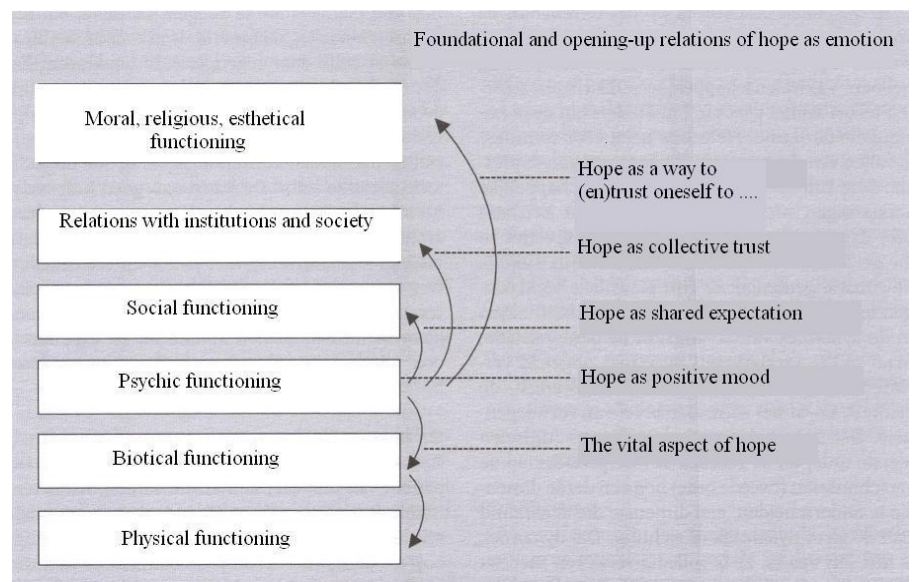 Foundational and opening-up relations of hope as emotion
Moral, religious, esthetical
functioning
Hope as a way to
(en)trust oneself to ....
Relations with institutions and society
Hope as collective trust
Social functioning
Hope as shared expectation
Psychic functioning
Hope as positive mood
Biotical functioning
The vital aspect of hope
Physical functioning